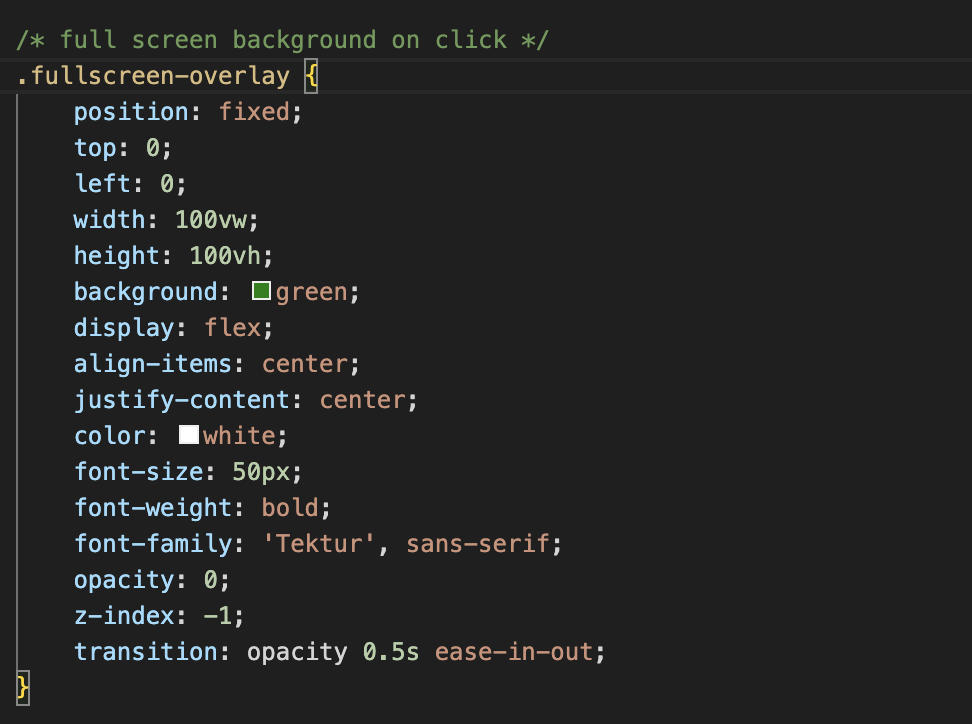 /* full screen background on click */
.fullscreen-overlay {
    position: fixed;
    top: 0;
    left: 0;
    width: 100vw;
    height: 100vh;
    background: green;
    display: flex;
    align-items: center;
    justify-content: center;
    color: white;
    font-size: 50px;
    font-weight: bold;
    font-family: 'Tektur', sans-serif;
    opacity: 0;
    z-index: -1;
    transition: opacity 0.5s ease-in-out;
}